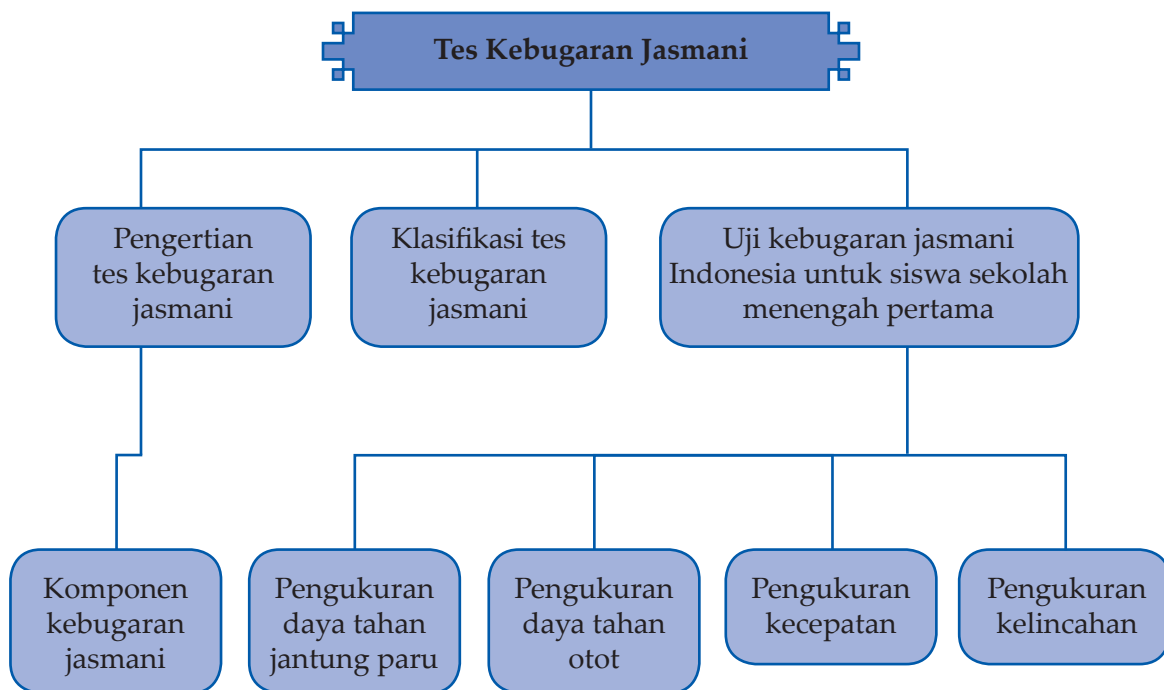 Tes Kebugaran Jasmani
Pengertian
tes kebugaran
jasmani
Klasifikasi tes
kebugaran
jasmani
Uji kebugaran jasmani
Indonesia untuk siswa sekolah
menengah pertama
Komponen
kebugaran
jasmani
Pengukuran
daya tahan
jantung paru
Pengukuran
daya tahan
otot
Pengukuran
kecepatan
Pengukuran
kelincahan